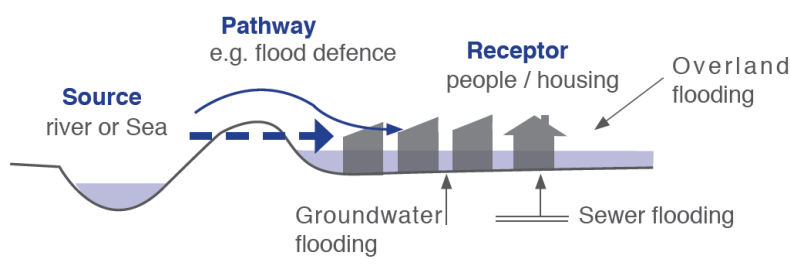 Pathway
e.g. flood defence
Receptor
people / housing
Overland
flooding
Source
river or Sea
Groundwater
flooding
Sewer flooding